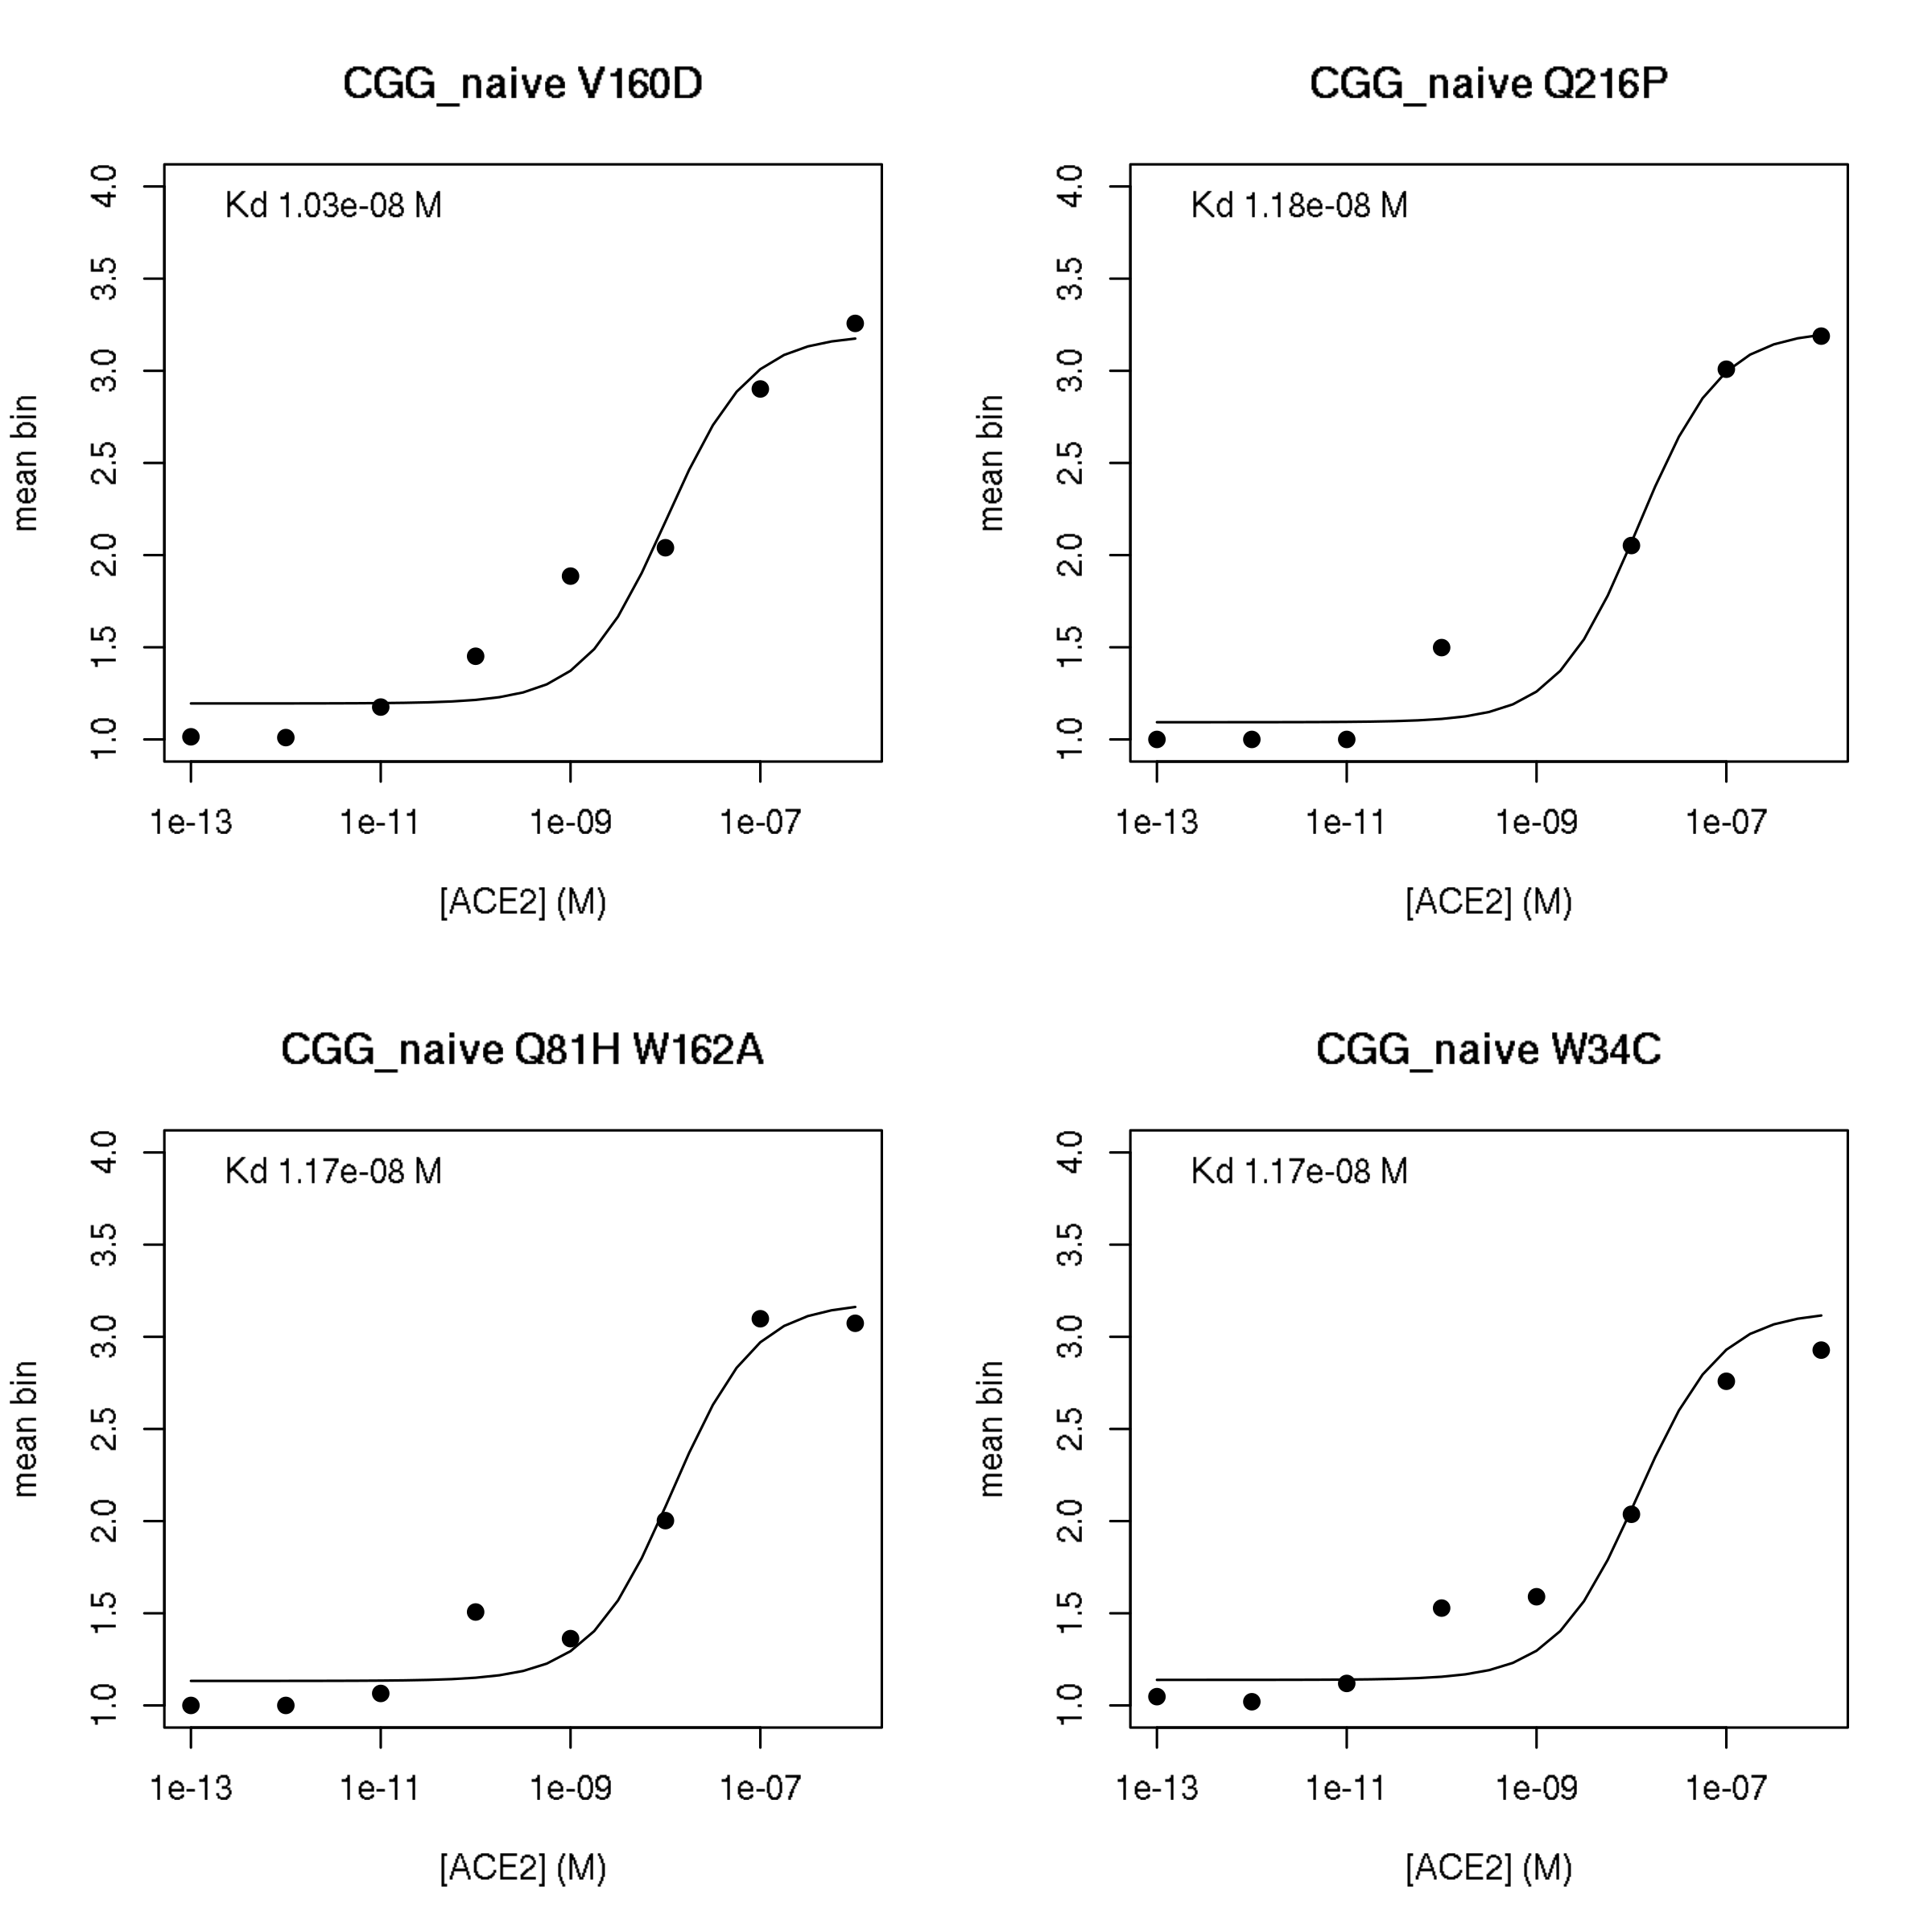 CGG_naive V160D
Kd 1.03e-08 M
mean bin
4.0
3.5
3.0
2.5
2.0
1.5
1.0
1e-13 1e-11 1e-09 1e-07
[ACE2] (M)
CGG_naive Q216P
Kd 1.18e-08 M
mean bin
4.0
3.5
3.0
2.5
2.0
1.5
1.0
1e-13 1e-11 1e-09 1e-07
[ACE2] (M)
CGG_naive Q81H W162A
Kd 1.17e-08 M
mean bin
4.0
3.5
3.0
2.5
2.0
1.5
1.0
1e-13 1e-11 1e-09 1e-07
[ACE2] (M)
CGG_naive W34C
Kd 1.17e-08 M
mean bin
4.0
3.5
3.0
2.5
2.0
1.5
1.0
1e-13 1e-11 1e-09 1e-07
[ACE2] (M)